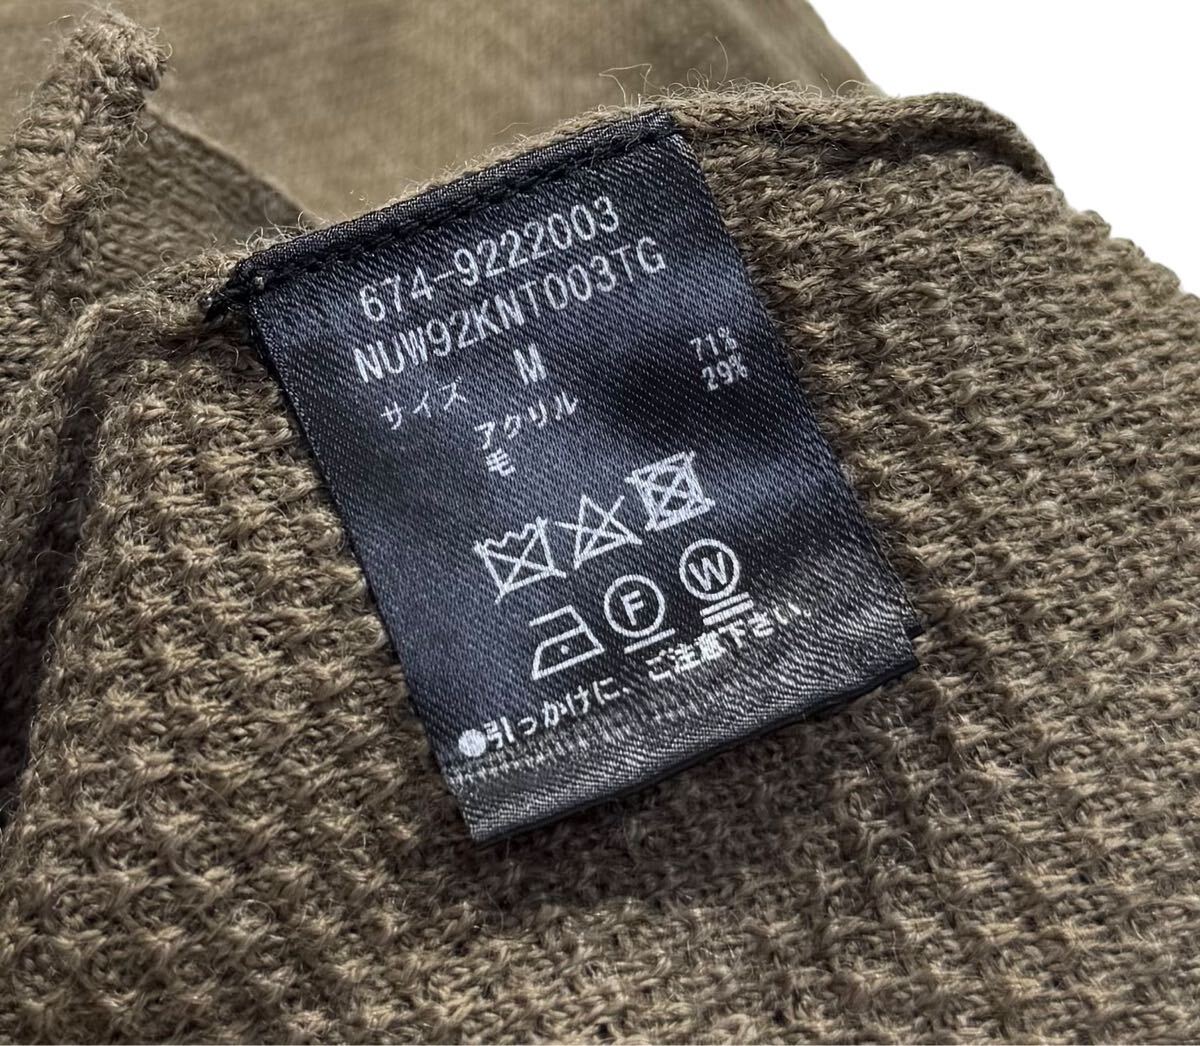 674-9222003
NUW92KNT003TG
サイズ M
アクリル 71%
毛 29%
F W
●引っかけに、ご注意下さい。